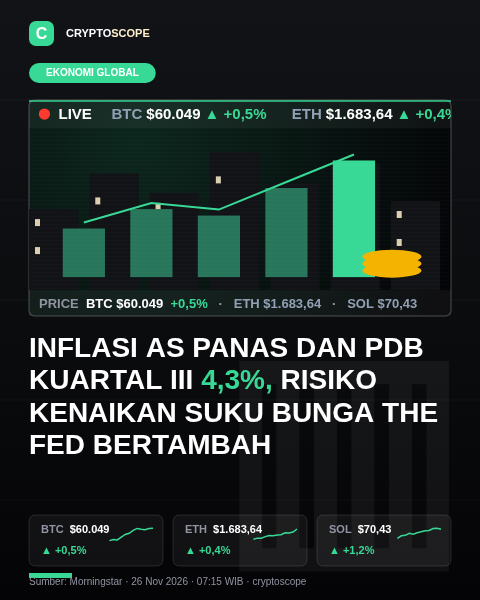 C CRYPTOSCOPE
EKONOMI GLOBAL
LIVE BTC $60.049 ▲ +0,5% ETH $1.683,64 ▲ +0,4%
PRICE BTC $60.049 +0,5% · ETH $1.683,64 · SOL $70,43
INFLASI AS PANAS DAN PDB
KUARTAL III 4,3%, RISIKO
KENAIKAN SUKU BUNGA THE
FED BERTAMBAH
BTC $60.049
▲ +0,5%
ETH $1.683,64
▲ +0,4%
SOL $70,43
▲ +1,2%
Sumber: Morningstar · 26 Nov 2026 · 07:15 WIB · cryptoscope